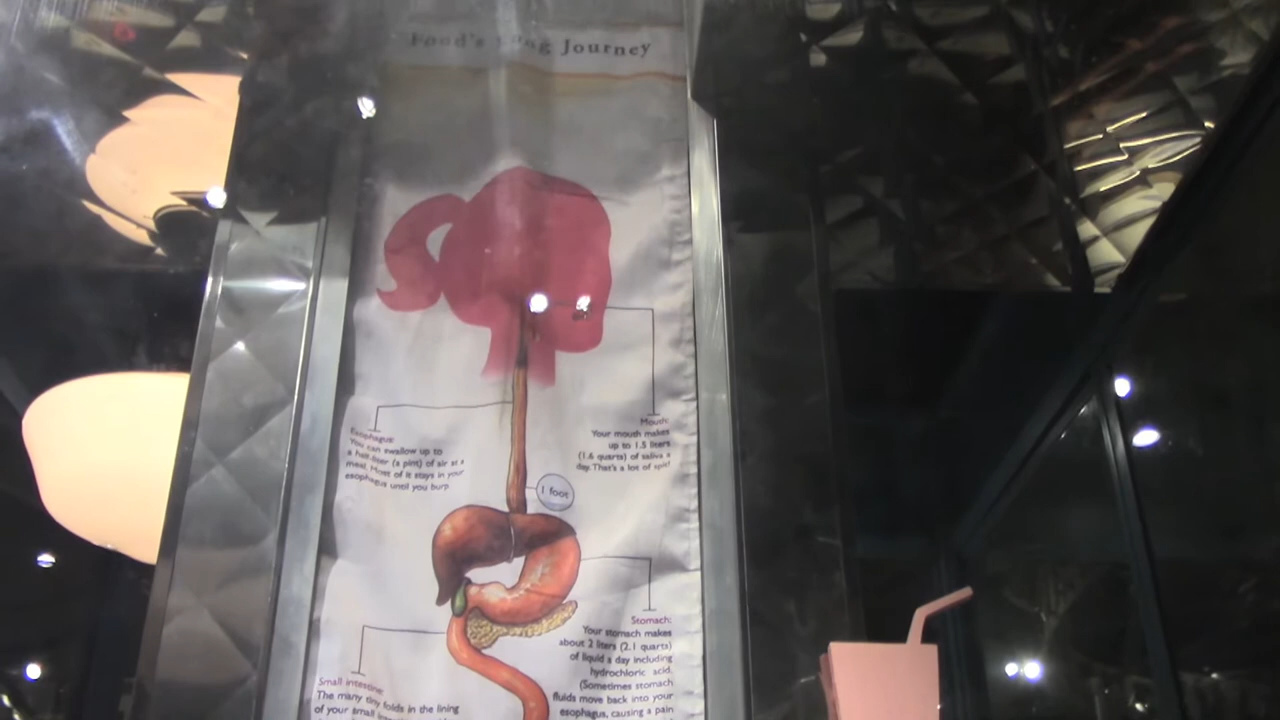 Food's Long Journey
Esophagus:
You can swallow up to
a half-liter (a pint) of air at a
meal. Most of it stays in your
esophagus until you burp.
Mouth:
Your mouth makes
up to 1.5 liters
(1.6 quarts) of saliva a
day. That's a lot of spit!
1 foot
Stomach:
Your stomach makes
about 2 liters (2.1 quarts)
of liquid a day including
hydrochloric acid.
(Sometimes stomach
fluids move back into your
esophagus, causing a pain
Small intestine:
The many tiny folds in the lining
of your small